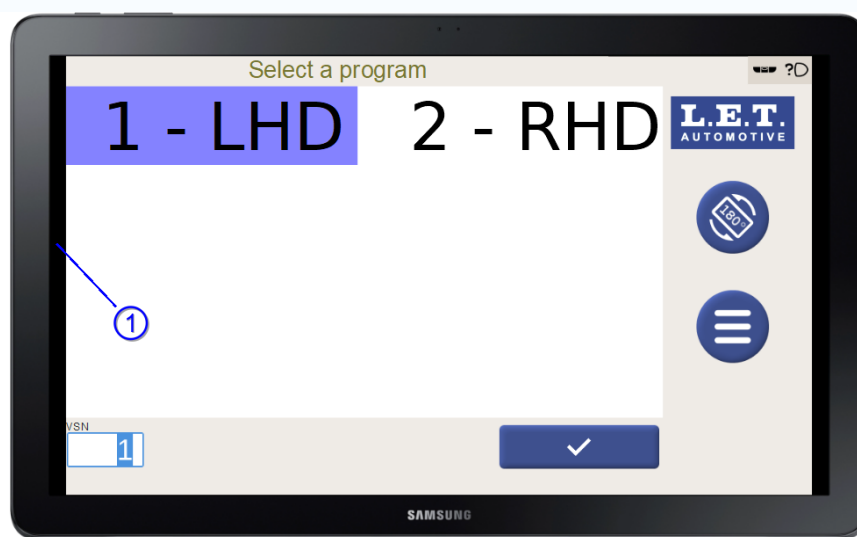 Select a program
?
1 - LHD 2 - RHD
L.E.T.
AUTOMOTIVE
180°
1
VSN
1
SAMSUNG